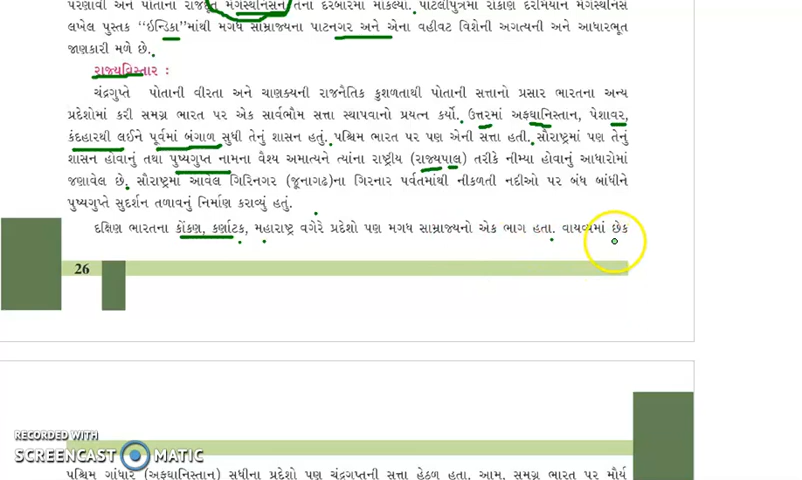 પરણાવી અને પોતાના રાજદૂત મેગસ્થનિસને તેના દરબારમાં મોકલ્યા. પાટલીપુત્રમાં રોકાણ દરમિયાન મેગસ્થનિસે
લખેલ પુસ્તક “ઇન્ડિકા”માંથી મગધ સામ્રાજ્યના પાટનગર અને એના વહીવટ વિશેની અગત્યની અને આધારભૂત
જાણકારી મળે છે.
રાજ્યવિસ્તાર :
ચંદ્રગુપ્તે પોતાની વીરતા અને ચાણક્યની રાજનૈતિક કુશળતાથી પોતાની સત્તાનો પ્રસાર ભારતના અન્ય
પ્રદેશોમાં કરી સમગ્ર ભારત પર એક સાર્વભૌમ સત્તા સ્થાપવાનો પ્રયત્ન કર્યો. ઉત્તરમાં અફઘાનિસ્તાન, પેશાવર,
કંદહારથી લઈને પૂર્વમાં બંગાળ સુધી તેનું શાસન હતું. પશ્ચિમ ભારત પર પણ એની સત્તા હતી. સૌરાષ્ટ્રમાં પણ તેનું
શાસન હોવાનું તથા પુષ્યગુપ્ત નામના વૈશ્ય અમાત્યને ત્યાંના રાષ્ટ્રીય (રાજ્યપાલ) તરીકે નીમ્યા હોવાનું આધારોમાં
જણાવેલ છે. સૌરાષ્ટ્રમાં આવેલ ગિરિનગર (જૂનાગઢ)ના ગિરનાર પર્વતમાંથી નીકળતી નદીઓ પર બંધ બાંધીને
પુષ્યગુપ્તે સુદર્શન તળાવનું નિર્માણ કરાવ્યું હતું.
દક્ષિણ ભારતના કોંકણ, કર્ણાટક, મહારાષ્ટ્ર વગેરે પ્રદેશો પણ મગધ સામ્રાજ્યનો એક ભાગ હતા. વાયવ્યમાં છેક
26
RECORDED WITH
SCREENCAST MATIC
પશ્ચિમ ગાંધાર (અફઘાનિસ્તાન) સુધીના પ્રદેશો પણ ચંદ્રગુપ્તની સત્તા હેઠળ હતા. આમ, સમગ્ર ભારત પર મૌર્ય